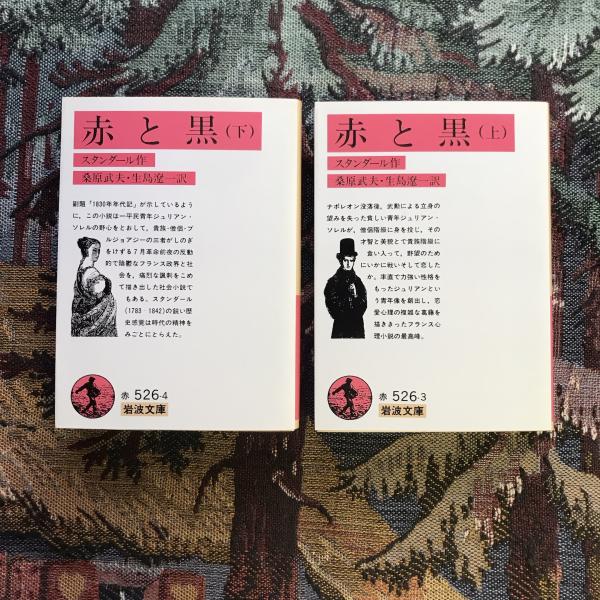 赤と黒(下)
スタンダール作
桑原武夫・生島遼一訳
副題「1830年年代記」が示しているよう
に、この小説は一平民青年ジュリアン・
ソレルの野心をとおして、貴族・僧侶・ブ
ルジョアジーの三者がしのぎ
をけずる7月革命前夜の反動
的で陰鬱なフランス政界と社
会を、痛烈な諷刺をこめ
て描き出した社会小説で
もある。スタンダール
(1783-1842)の鋭い歴
史感覚は時代の精神を
みごとにとらえた。
赤 526-4
岩波文庫
赤と黒(上)
スタンダール作
桑原武夫・生島遼一訳
ナポレオン没落後、武勲による立身の
望みを失った貧しい青年ジュリアン・
ソレルが、僧侶階級に身を投じ、その
才智と美貌とで貴族階級に
食い入って、野望のため
にいかに戦いそして恋した
か。率直で力強い性格を
もったジュリアンとい
う青年像を創出し、恋
愛心理の複雑な葛藤を
描ききったフランス心
理小説の最高峰。
赤 526-3
岩波文庫